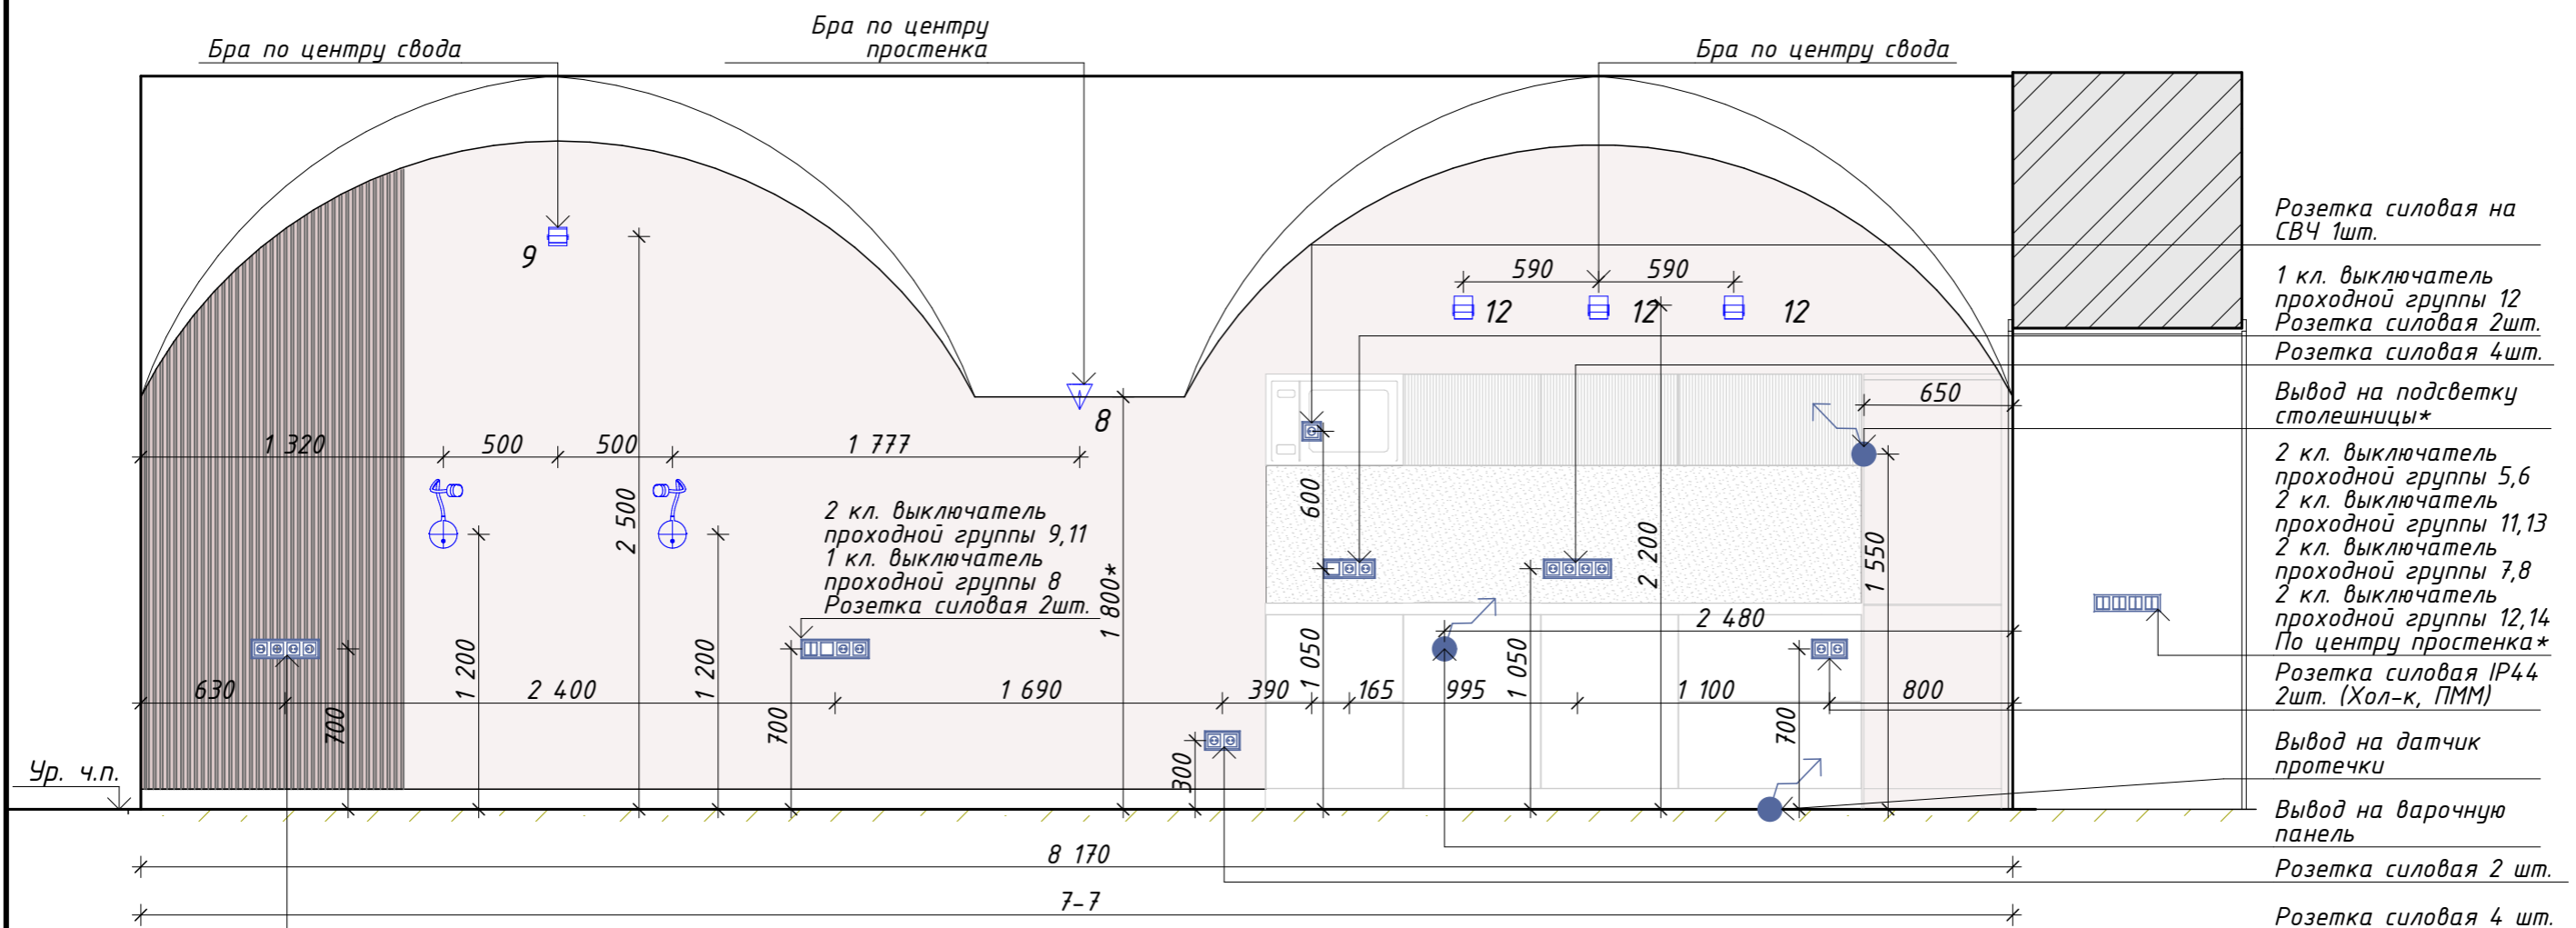 Бра по центру свода
Бра по центру
простенка
Бра по центру свода
9
590
590
12
12
12
8
1 320
500
500
1 777
2 500
650
600
2 200
1 550
2 кл. выключатель
проходной группы 9,11
1 кл. выключатель
проходной группы 8
Розетка силовая 2шт.
1 800*
2 480
1 200
1 200
1 050
1 050
630
2 400
1 690
390
165
995
1 100
800
700
700
300
700
Ур. ч.п.
8 170
7-7
Розетка силовая на
СВЧ 1шт.
1 кл. выключатель
проходной группы 12
Розетка силовая 2шт.
Розетка силовая 4шт.
Вывод на подсветку
столешницы*
2 кл. выключатель
проходной группы 5,6
2 кл. выключатель
проходной группы 11,13
2 кл. выключатель
проходной группы 7,8
2 кл. выключатель
проходной группы 12,14
По центру простенка*
Розетка силовая IP44
2шт. (Хол-к, ПММ)
Вывод на датчик
протечки
Вывод на варочную
панель
Розетка силовая 2 шт.
Розетка силовая 4 шт.